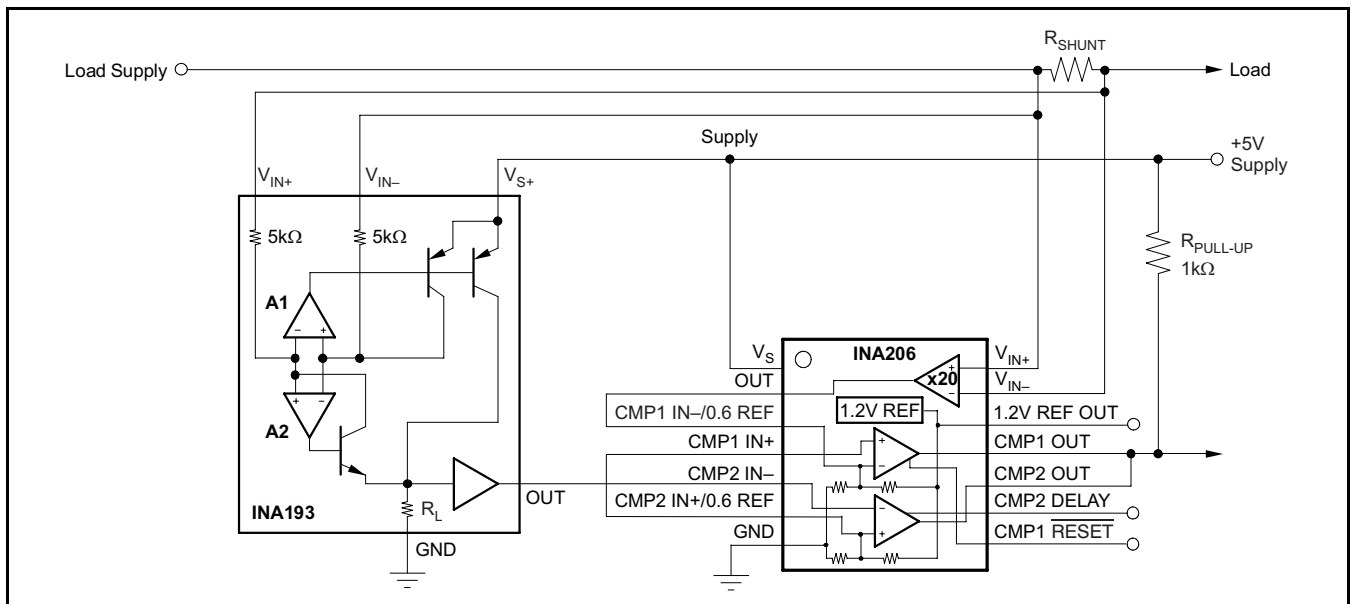 R_SHUNT
Load Supply
Load
Supply
+5V
Supply
V_IN+
V_IN–
V_S+
5kΩ
5kΩ
R_PULL-UP
1kΩ
A1
–
+
A2
+
–
R_L
OUT
INA193
GND
V_S
INA206
V_IN+
OUT
x20
+
–
V_IN–
CMP1 IN–/0.6 REF
1.2V REF
1.2V REF OUT
CMP1 IN+
+
–
CMP1 OUT
CMP2 IN–
CMP2 OUT
CMP2 IN+/0.6 REF
–
+
CMP2 DELAY
GND
CMP1 R̅E̅S̅E̅T̅